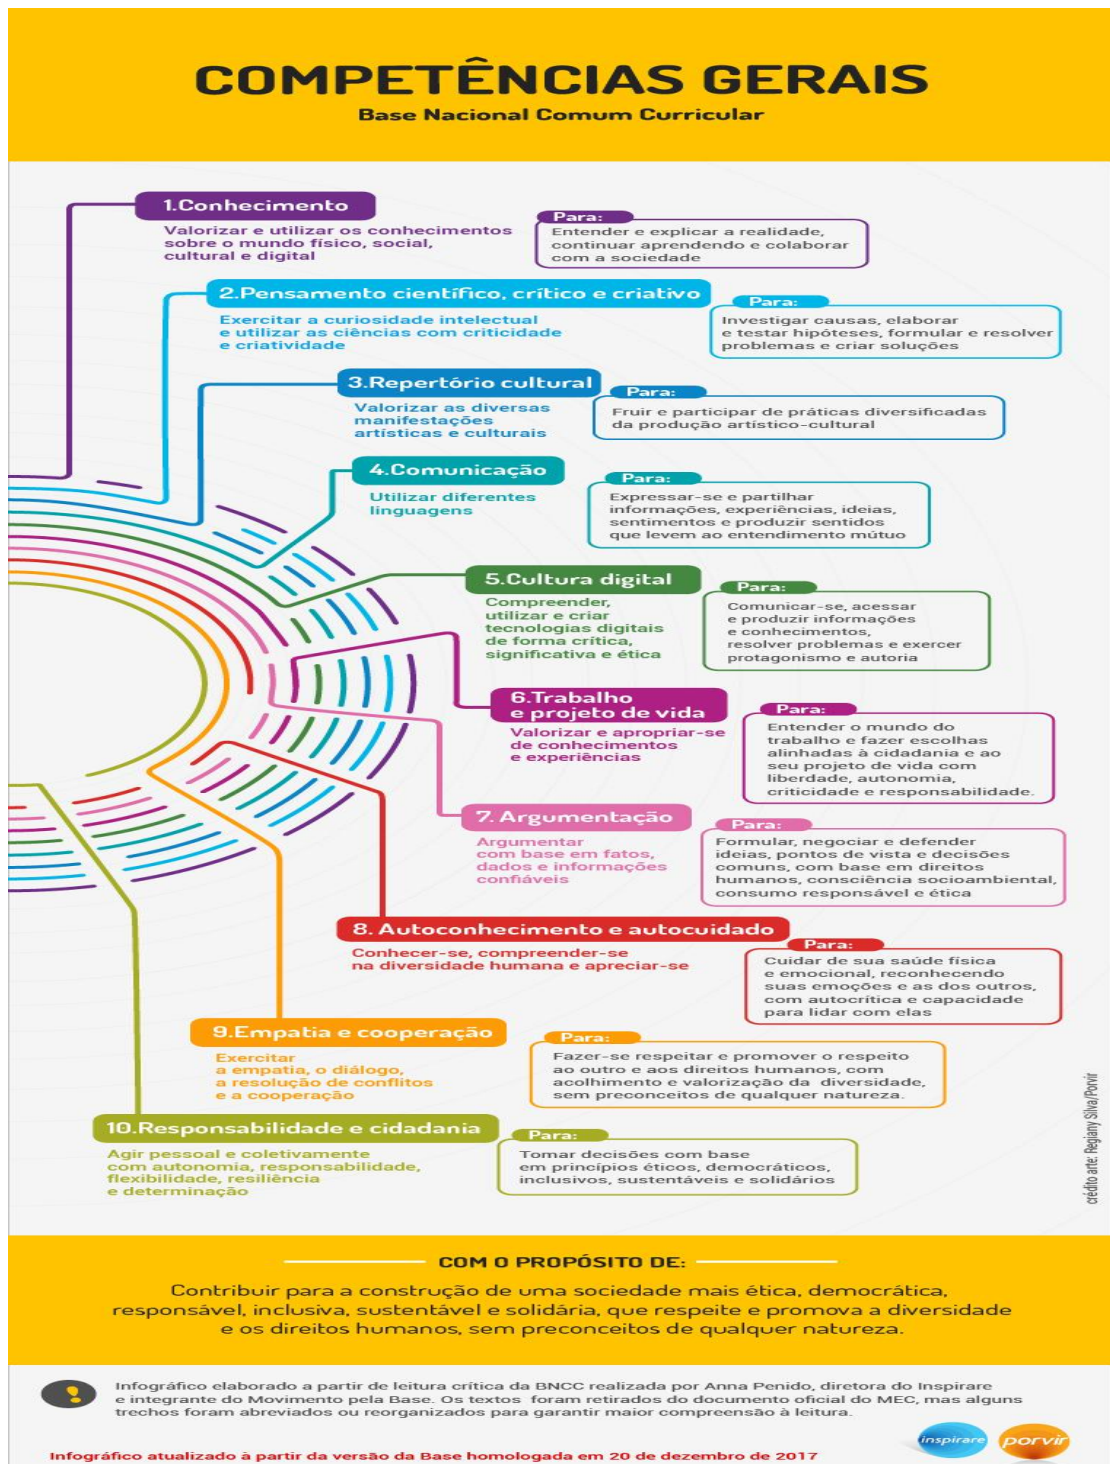 COMPETÊNCIAS GERAIS
Base Nacional Comum Curricular
1.Conhecimento
Valorizar e utilizar os conhecimentos
sobre o mundo físico, social,
cultural e digital
Para:
Entender e explicar a realidade,
continuar aprendendo e colaborar
com a sociedade
2.Pensamento científico, crítico e criativo
Exercitar a curiosidade intelectual
e utilizar as ciências com criticidade
e criatividade
Para:
Investigar causas, elaborar
e testar hipóteses, formular e resolver
problemas e criar soluções
3.Repertório cultural
Valorizar as diversas
manifestações
artísticas e culturais
Para:
Fruir e participar de práticas diversificadas
da produção artístico-cultural
4.Comunicação
Utilizar diferentes
linguagens
Para:
Expressar-se e partilhar
informações, experiências, ideias,
sentimentos e produzir sentidos
que levem ao entendimento mútuo
5.Cultura digital
Compreender,
utilizar e criar
tecnologias digitais
de forma crítica,
significativa e ética
Para:
Comunicar-se, acessar
e produzir informações
e conhecimentos,
resolver problemas e exercer
protagonismo e autoria
6.Trabalho
e projeto de vida
Valorizar e apropriar-se
de conhecimentos
e experiências
Para:
Entender o mundo do
trabalho e fazer escolhas
alinhadas à cidadania e ao
seu projeto de vida com
liberdade, autonomia,
criticidade e responsabilidade.
7. Argumentação
Argumentar
com base em fatos,
dados e informações
confiáveis
Para:
Formular, negociar e defender
ideias, pontos de vista e decisões
comuns, com base em direitos
humanos, consciência socioambiental,
consumo responsável e ética
8. Autoconhecimento e autocuidado
Conhecer-se, compreender-se
na diversidade humana e apreciar-se
Para:
Cuidar de sua saúde física
e emocional, reconhecendo
suas emoções e as dos outros,
com autocrítica e capacidade
para lidar com elas
9.Empatia e cooperação
Exercitar
a empatia, o diálogo,
a resolução de conflitos
e a cooperação
Para:
Fazer-se respeitar e promover o respeito
ao outro e aos direitos humanos, com
acolhimento e valorização da diversidade,
sem preconceitos de qualquer natureza.
10.Responsabilidade e cidadania
Agir pessoal e coletivamente
com autonomia, responsabilidade,
flexibilidade, resiliência
e determinação
Para:
Tomar decisões com base
em princípios éticos, democráticos,
inclusivos, sustentáveis e solidários
crédito arte: Regiany Silva/Porvir
COM O PROPÓSITO DE:
Contribuir para a construção de uma sociedade mais ética, democrática,
responsável, inclusiva, sustentável e solidária, que respeite e promova a diversidade
e os direitos humanos, sem preconceitos de qualquer natureza.
Infográfico elaborado a partir de leitura crítica da BNCC realizada por Anna Penido, diretora do Inspirare
e integrante do Movimento pela Base. Os textos foram retirados do documento oficial do MEC, mas alguns
trechos foram abreviados ou reorganizados para garantir maior compreensão à leitura.
Infográfico atualizado à partir da versão da Base homologada em 20 de dezembro de 2017
inspirare
porvir